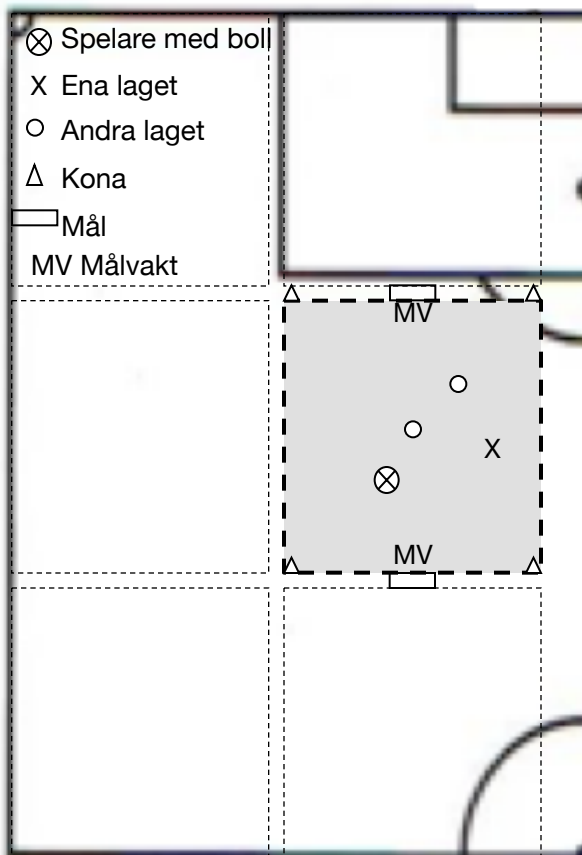 Spelare med boll
X Ena laget
Andra laget
Kona
Mål
MV Målvakt
MV
X
MV